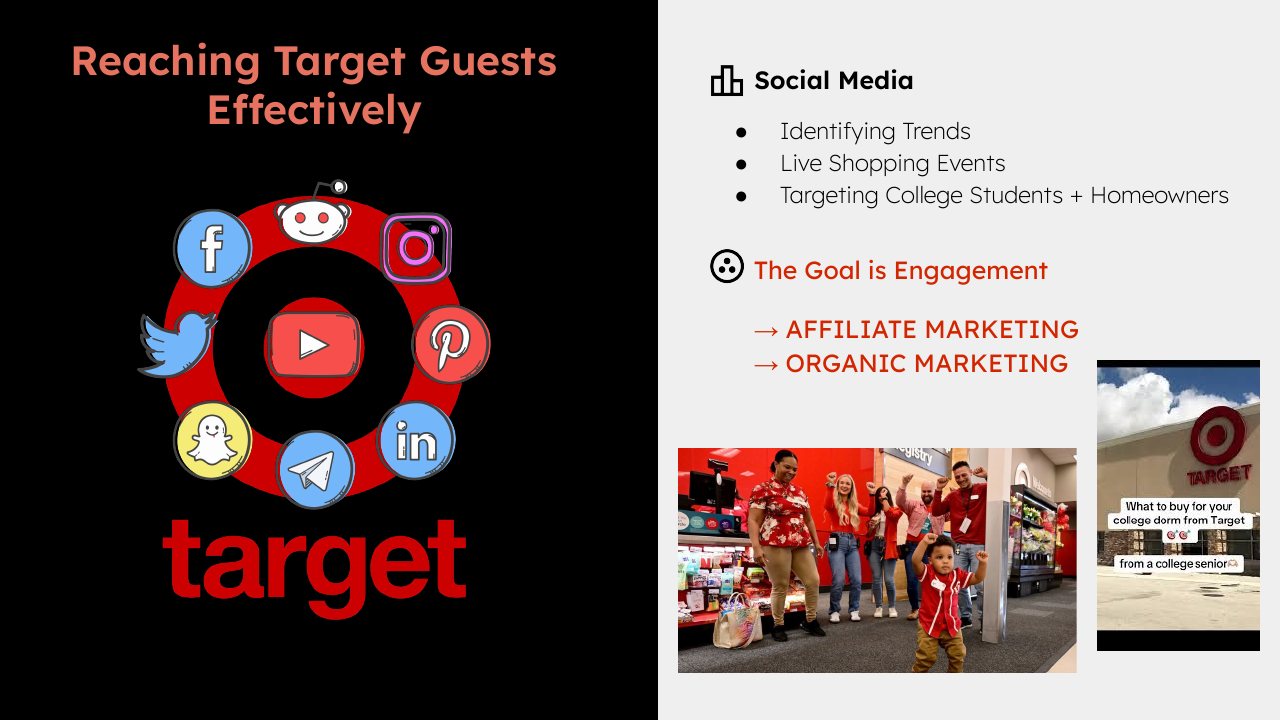 Reaching Target Guests
Effectively
f
in
target
Social Media
● Identifying Trends
● Live Shopping Events
● Targeting College Students + Homeowners
The Goal is Engagement
→ AFFILIATE MARKETING
→ ORGANIC MARKETING
TARGET
What to buy for your
college dorm from Target
🎯🎯
from a college senior🫶🏻